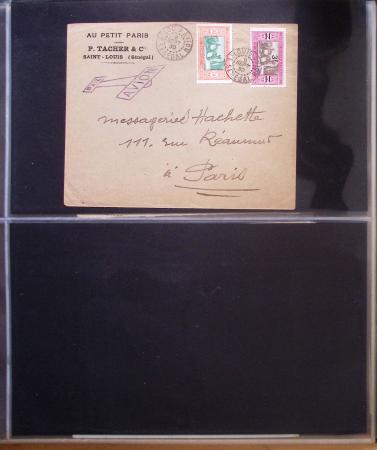 AU PETIT PARIS
P. TACHER & Cie
SAINT-LOUIS (Sénégal)
AVION
Messageries Hachette
111. rue Réaumur
à Paris